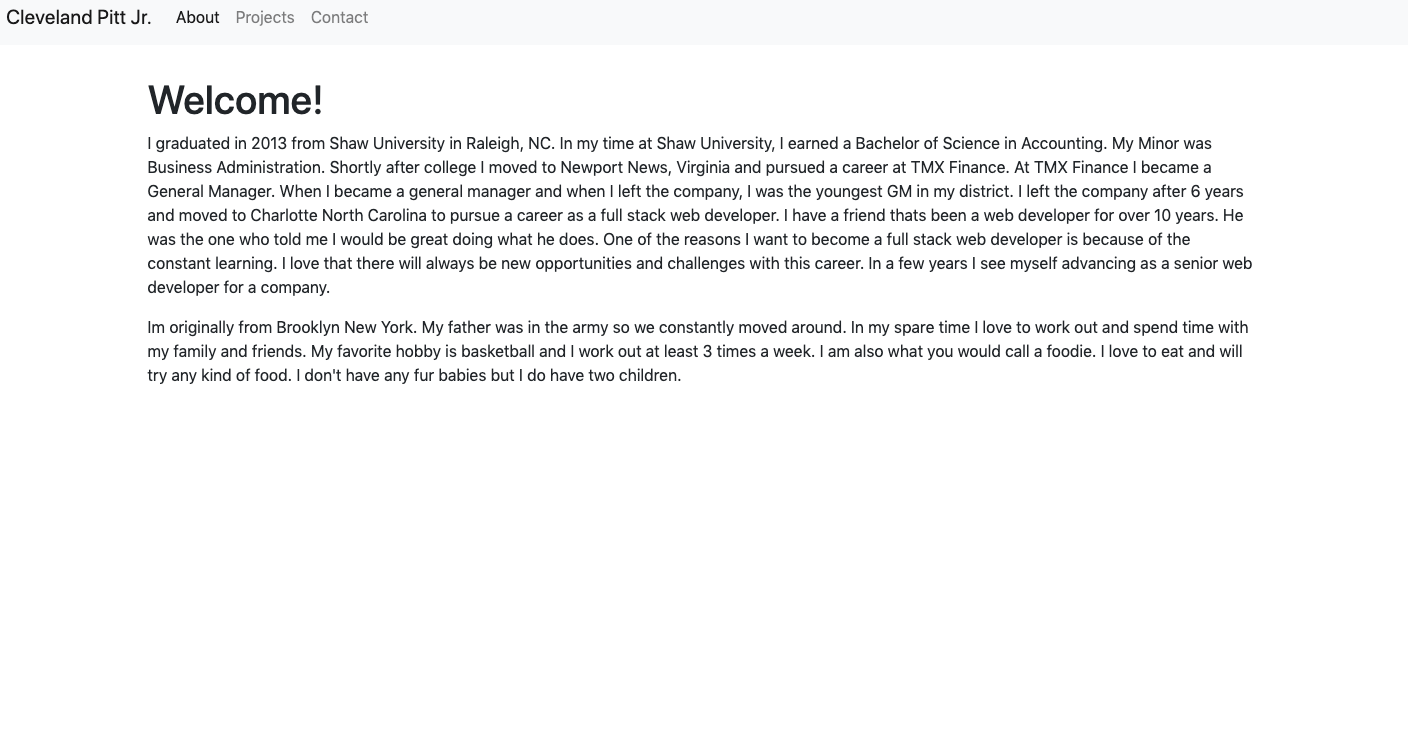 Cleveland Pitt Jr. About Projects Contact
Welcome!
I graduated in 2013 from Shaw University in Raleigh, NC. In my time at Shaw University, I earned a Bachelor of Science in Accounting. My Minor was
Business Administration. Shortly after college I moved to Newport News, Virginia and pursued a career at TMX Finance. At TMX Finance I became a
General Manager. When I became a general manager and when I left the company, I was the youngest GM in my district. I left the company after 6 years
and moved to Charlotte North Carolina to pursue a career as a full stack web developer. I have a friend thats been a web developer for over 10 years. He
was the one who told me I would be great doing what he does. One of the reasons I want to become a full stack web developer is because of the
constant learning. I love that there will always be new opportunities and challenges with this career. In a few years I see myself advancing as a senior web
developer for a company.
Im originally from Brooklyn New York. My father was in the army so we constantly moved around. In my spare time I love to work out and spend time with
my family and friends. My favorite hobby is basketball and I work out at least 3 times a week. I am also what you would call a foodie. I love to eat and will
try any kind of food. I don't have any fur babies but I do have two children.